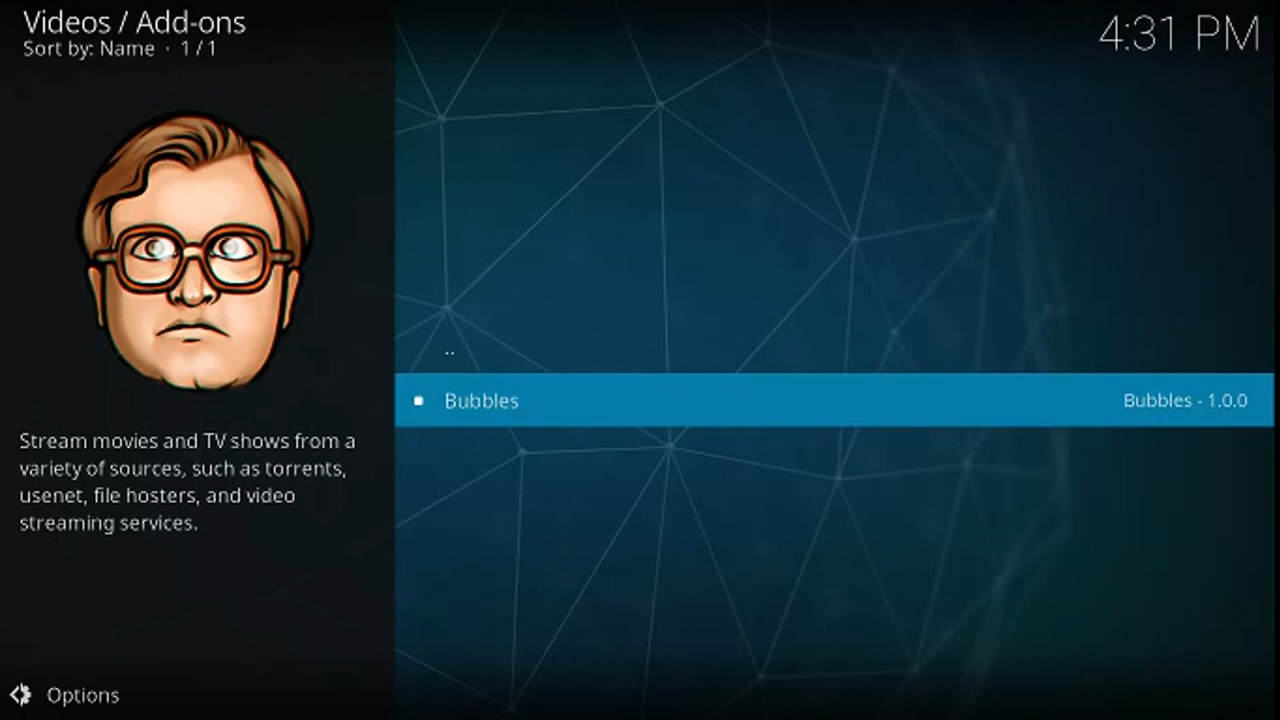 Videos / Add-ons
Sort by: Name · 1 / 1
4:31 PM
..
Bubbles
Bubbles - 1.0.0
Stream movies and TV shows from a
variety of sources, such as torrents,
usenet, file hosters, and video
streaming services.
Options